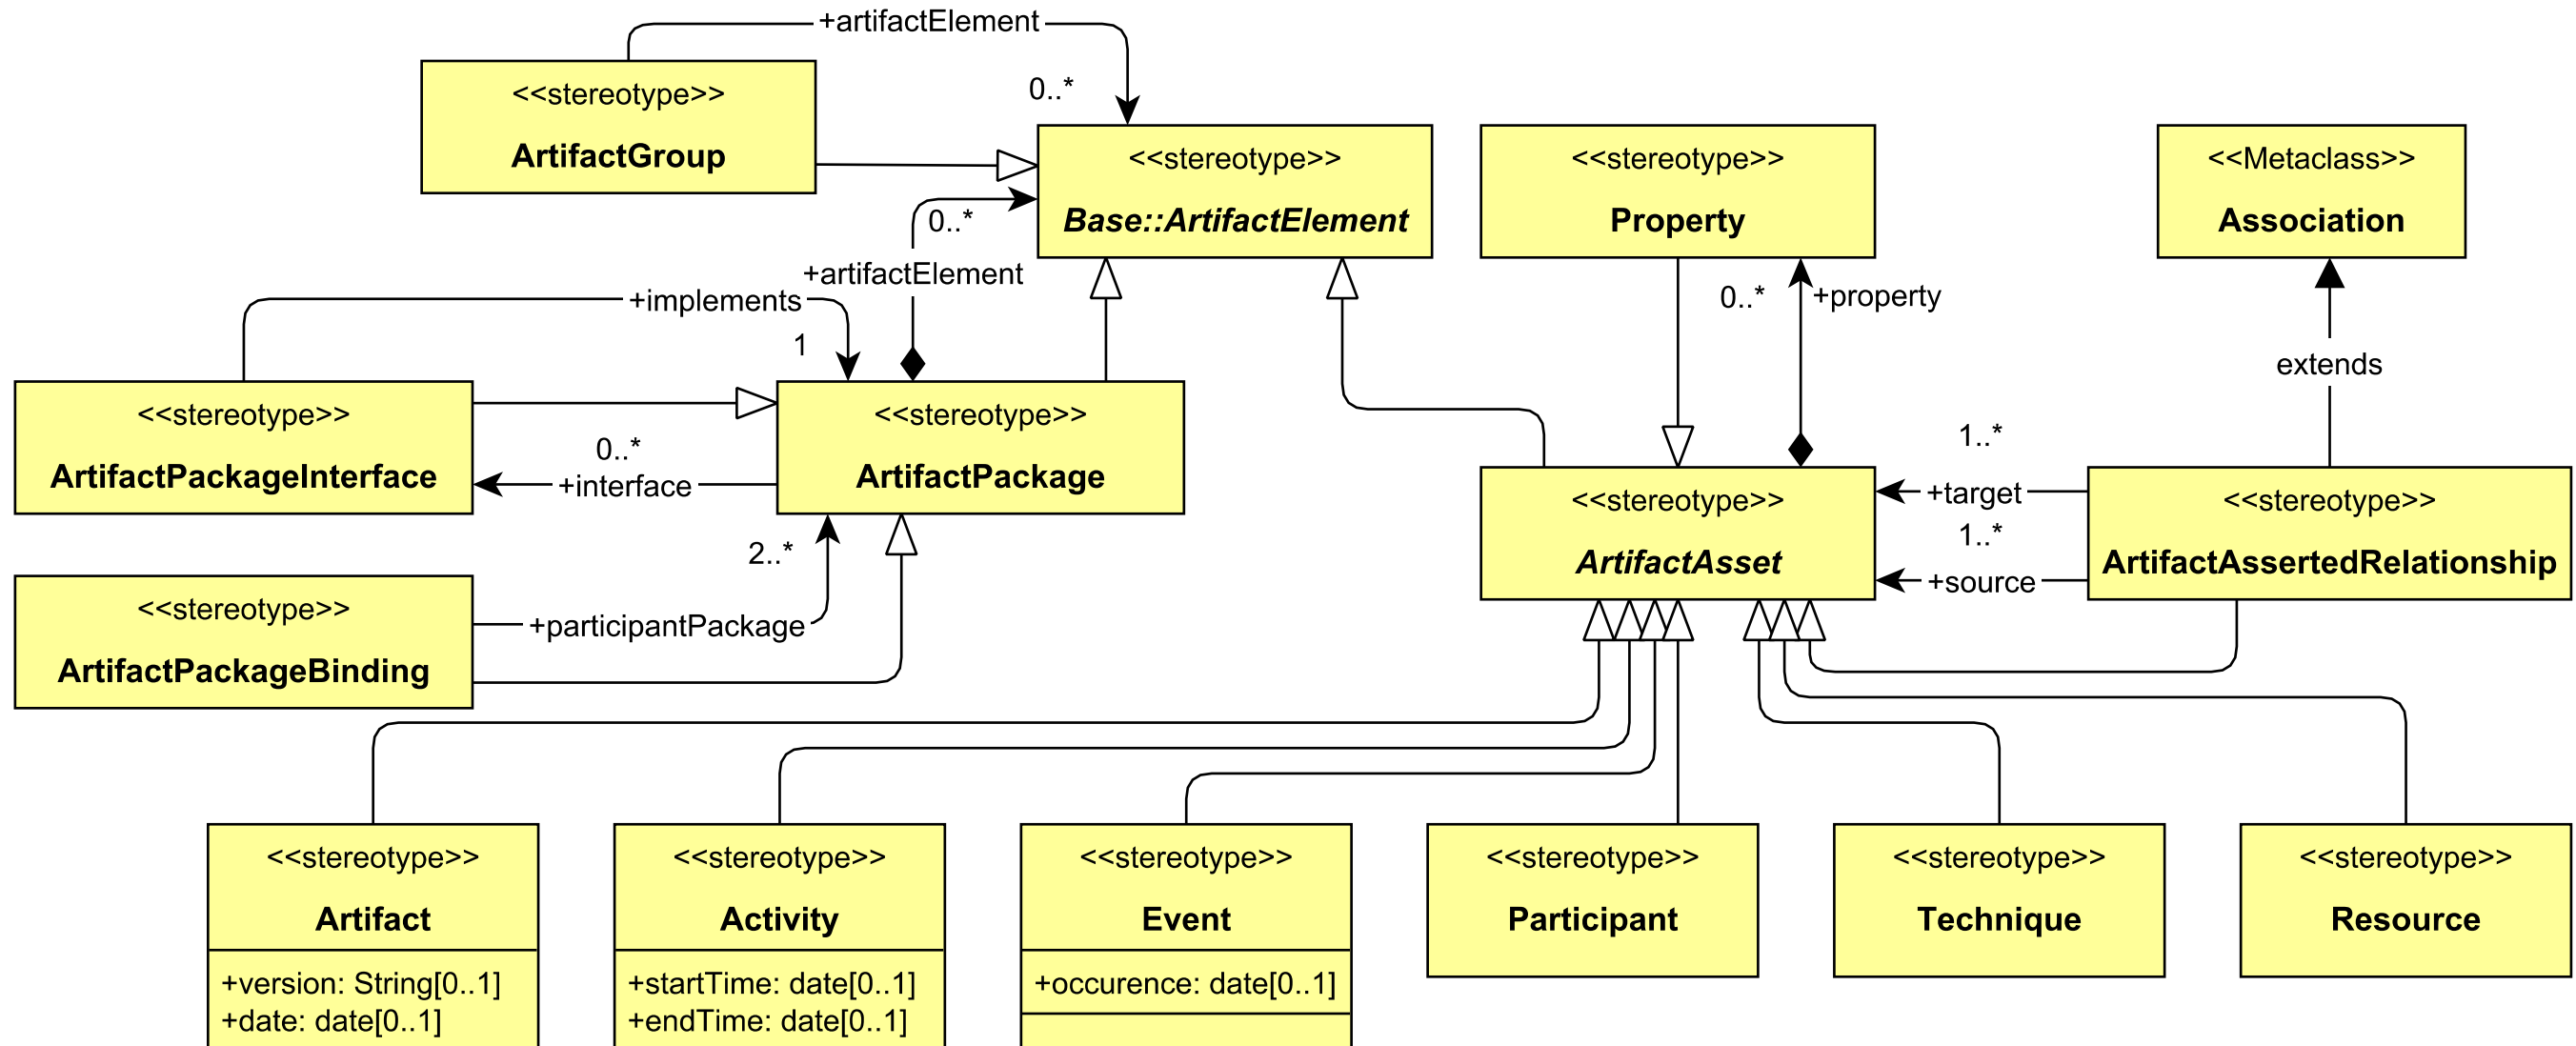 +artifactElement
<<stereotype>>
ArtifactGroup
0..*
<<stereotype>>
Base::ArtifactElement
<<stereotype>>
Property
<<Metaclass>>
Association
0..*
+artifactElement
+implements
1
0..*
+property
extends
<<stereotype>>
ArtifactPackageInterface
0..*
+interface
<<stereotype>>
ArtifactPackage
<<stereotype>>
ArtifactAsset
1..*
+target
1..*
+source
<<stereotype>>
ArtifactAssertedRelationship
2..*
+participantPackage
<<stereotype>>
ArtifactPackageBinding
<<stereotype>>
Artifact
+version: String[0..1]
+date: date[0..1]
<<stereotype>>
Activity
+startTime: date[0..1]
+endTime: date[0..1]
<<stereotype>>
Event
+occurence: date[0..1]
<<stereotype>>
Participant
<<stereotype>>
Technique
<<stereotype>>
Resource